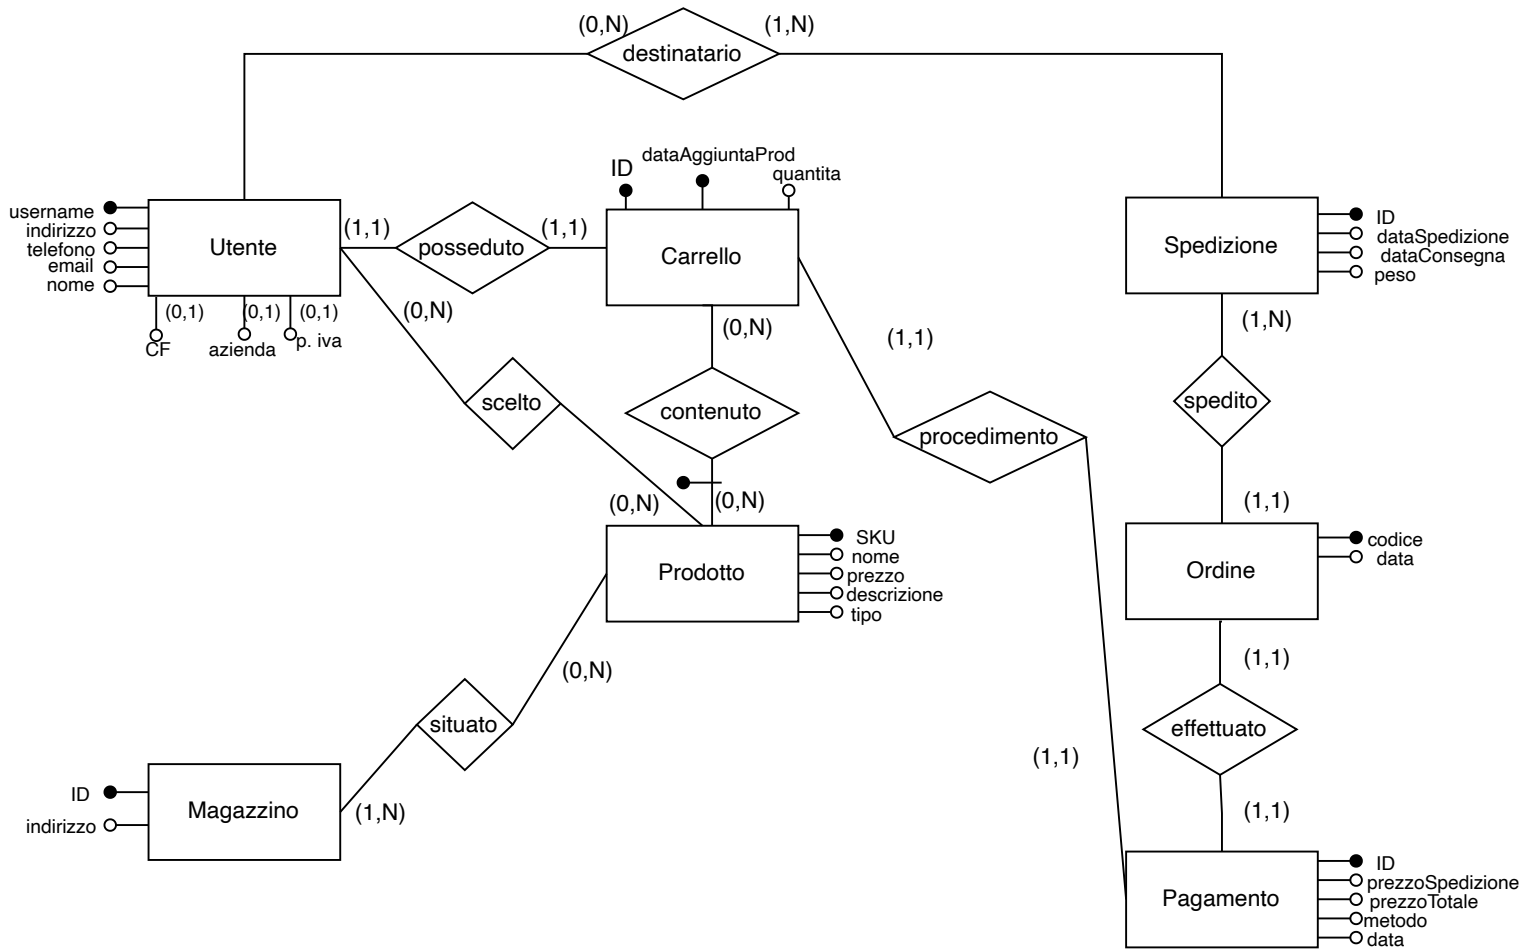 (0,N)
(1,N)
destinatario
dataAggiuntaProd
ID
quantita
username
indirizzo
telefono
email
nome
Utente
(1,1)
posseduto
(1,1)
Carrello
Spedizione
ID
dataSpedizione
dataConsegna
peso
(0,1)
(0,1)
(0,1)
CF
azienda
p. iva
(0,N)
(0,N)
(1,1)
(1,N)
scelto
contenuto
procedimento
spedito
(0,N)
(0,N)
(1,1)
Prodotto
SKU
nome
prezzo
descrizione
tipo
Ordine
codice
data
(0,N)
(1,1)
situato
effettuato
(1,1)
ID
indirizzo
Magazzino
(1,N)
(1,1)
Pagamento
ID
prezzoSpedizione
prezzoTotale
metodo
data